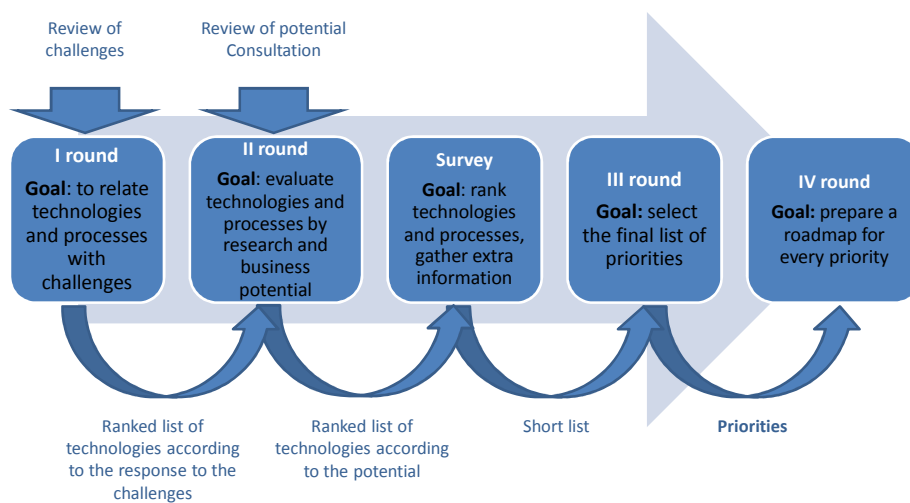 Review of
challenges
Review of potential
Consultation
I round
Goal: to relate
technologies
and processes
with
challenges
II round
Goal: evaluate
technologies and
processes by
research and
business
potential
Survey
Goal: rank
technologies
and processes,
gather extra
information
III round
Goal: select
the final list of
priorities
IV round
Goal: prepare a
roadmap for
every priority
Ranked list of
technologies according
to the response to the
challenges
Ranked list of
technologies according
to the potential
Short list
Priorities